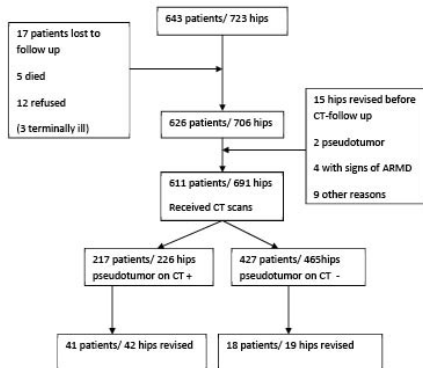 643 patients/ 723 hips
17 patients lost to
follow up
5 died
12 refused
(3 terminally ill)
15 hips revised before
CT-follow up
2 pseudotumor
4 with signs of ARMD
9 other reasons
626 patients/ 706 hips
611 patients/ 691 hips
Received CT scans
217 patients/ 226 hips
pseudotumor on CT +
427 patients/ 465hips
pseudotumor on CT -
41 patients/ 42 hips revised
18 patients/ 19 hips revised